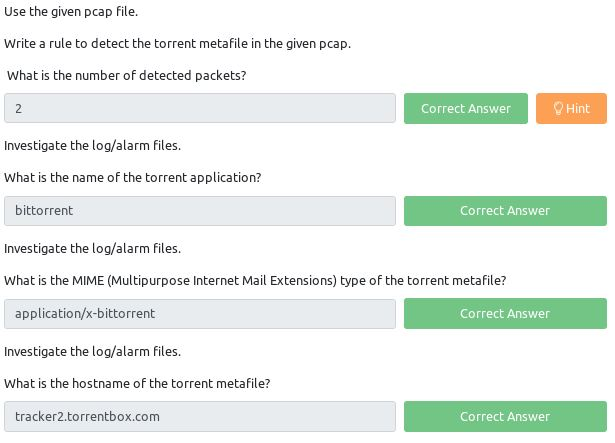 Use the given pcap file.
Write a rule to detect the torrent metafile in the given pcap.
What is the number of detected packets?
2 Correct Answer Hint
Investigate the log/alarm files.
What is the name of the torrent application?
bittorrent Correct Answer
Investigate the log/alarm files.
What is the MIME (Multipurpose Internet Mail Extensions) type of the torrent metafile?
application/x-bittorrent Correct Answer
Investigate the log/alarm files.
What is the hostname of the torrent metafile?
tracker2.torrentbox.com Correct Answer